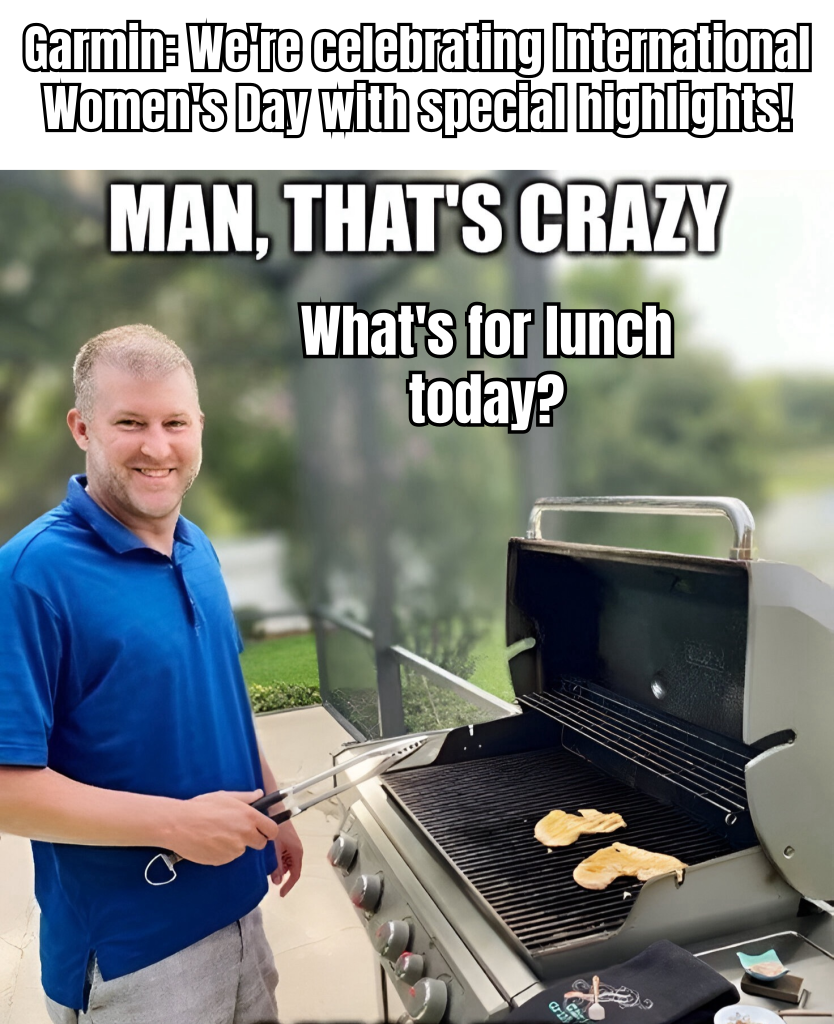 Garmin: We're celebrating International
Women's Day with special highlights!
MAN, THAT'S CRAZY
What's for lunch
today?